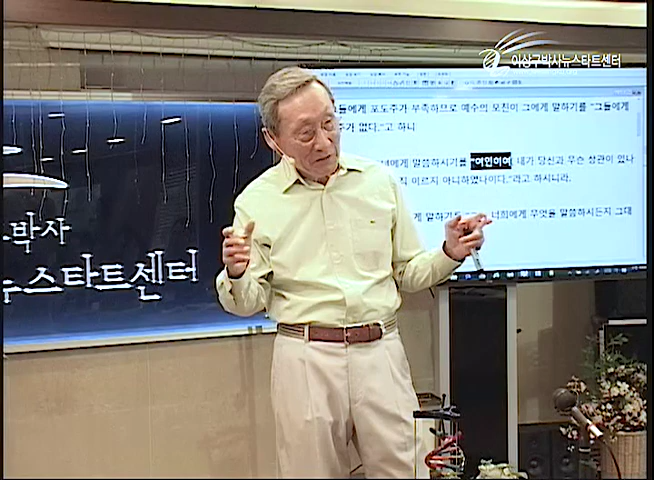 이상구박사뉴스타트센터
들에게 포도주가 부족하므로 예수의 모친이 그에게 말하기를 "그들에게
주가 없다."고 하니
에게 말씀하시기를 "여인이여 내가 당신과 무슨 상관이 있나
직 이르지 아니하였나이다."라고 하시니라.
게 말하기를 너희에게 무엇을 말씀하시든지 그대
박사
뉴스타트센터